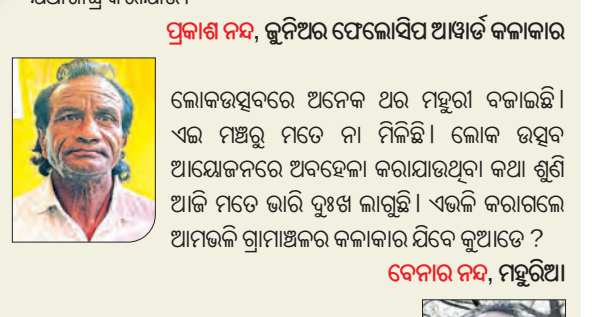 ପ୍ରକାଶ ନନ୍ଦ, ଜୁନିଅର ଫେଲୋସିପ ଆୱାର୍ଡ କଳାକାର
ଲୋକଉତ୍ସବରେ ଅନେକ ଥର ମହୁରୀ ବଜାଇଛି।
ଏଇ ମଞ୍ଚରୁ ମତେ ନା ମିଳିଛି। ଲୋକ ଉତ୍ସବ
ଆୟୋଜନରେ ଅବହେଳା କରାଯାଉଥିବା କଥା ଶୁଣି
ଆଜି ମତେ ଭାରି ଦୁଃଖ ଲାଗୁଛି। ଏଭଳି କରାଗଲେ
ଆମଭଳି ଗ୍ରାମାଞ୍ଚଳର କଳାକାର ଯିବେ କୁଆଡେ ?
ବେନାର ନନ୍ଦ, ମହୁରିଆ